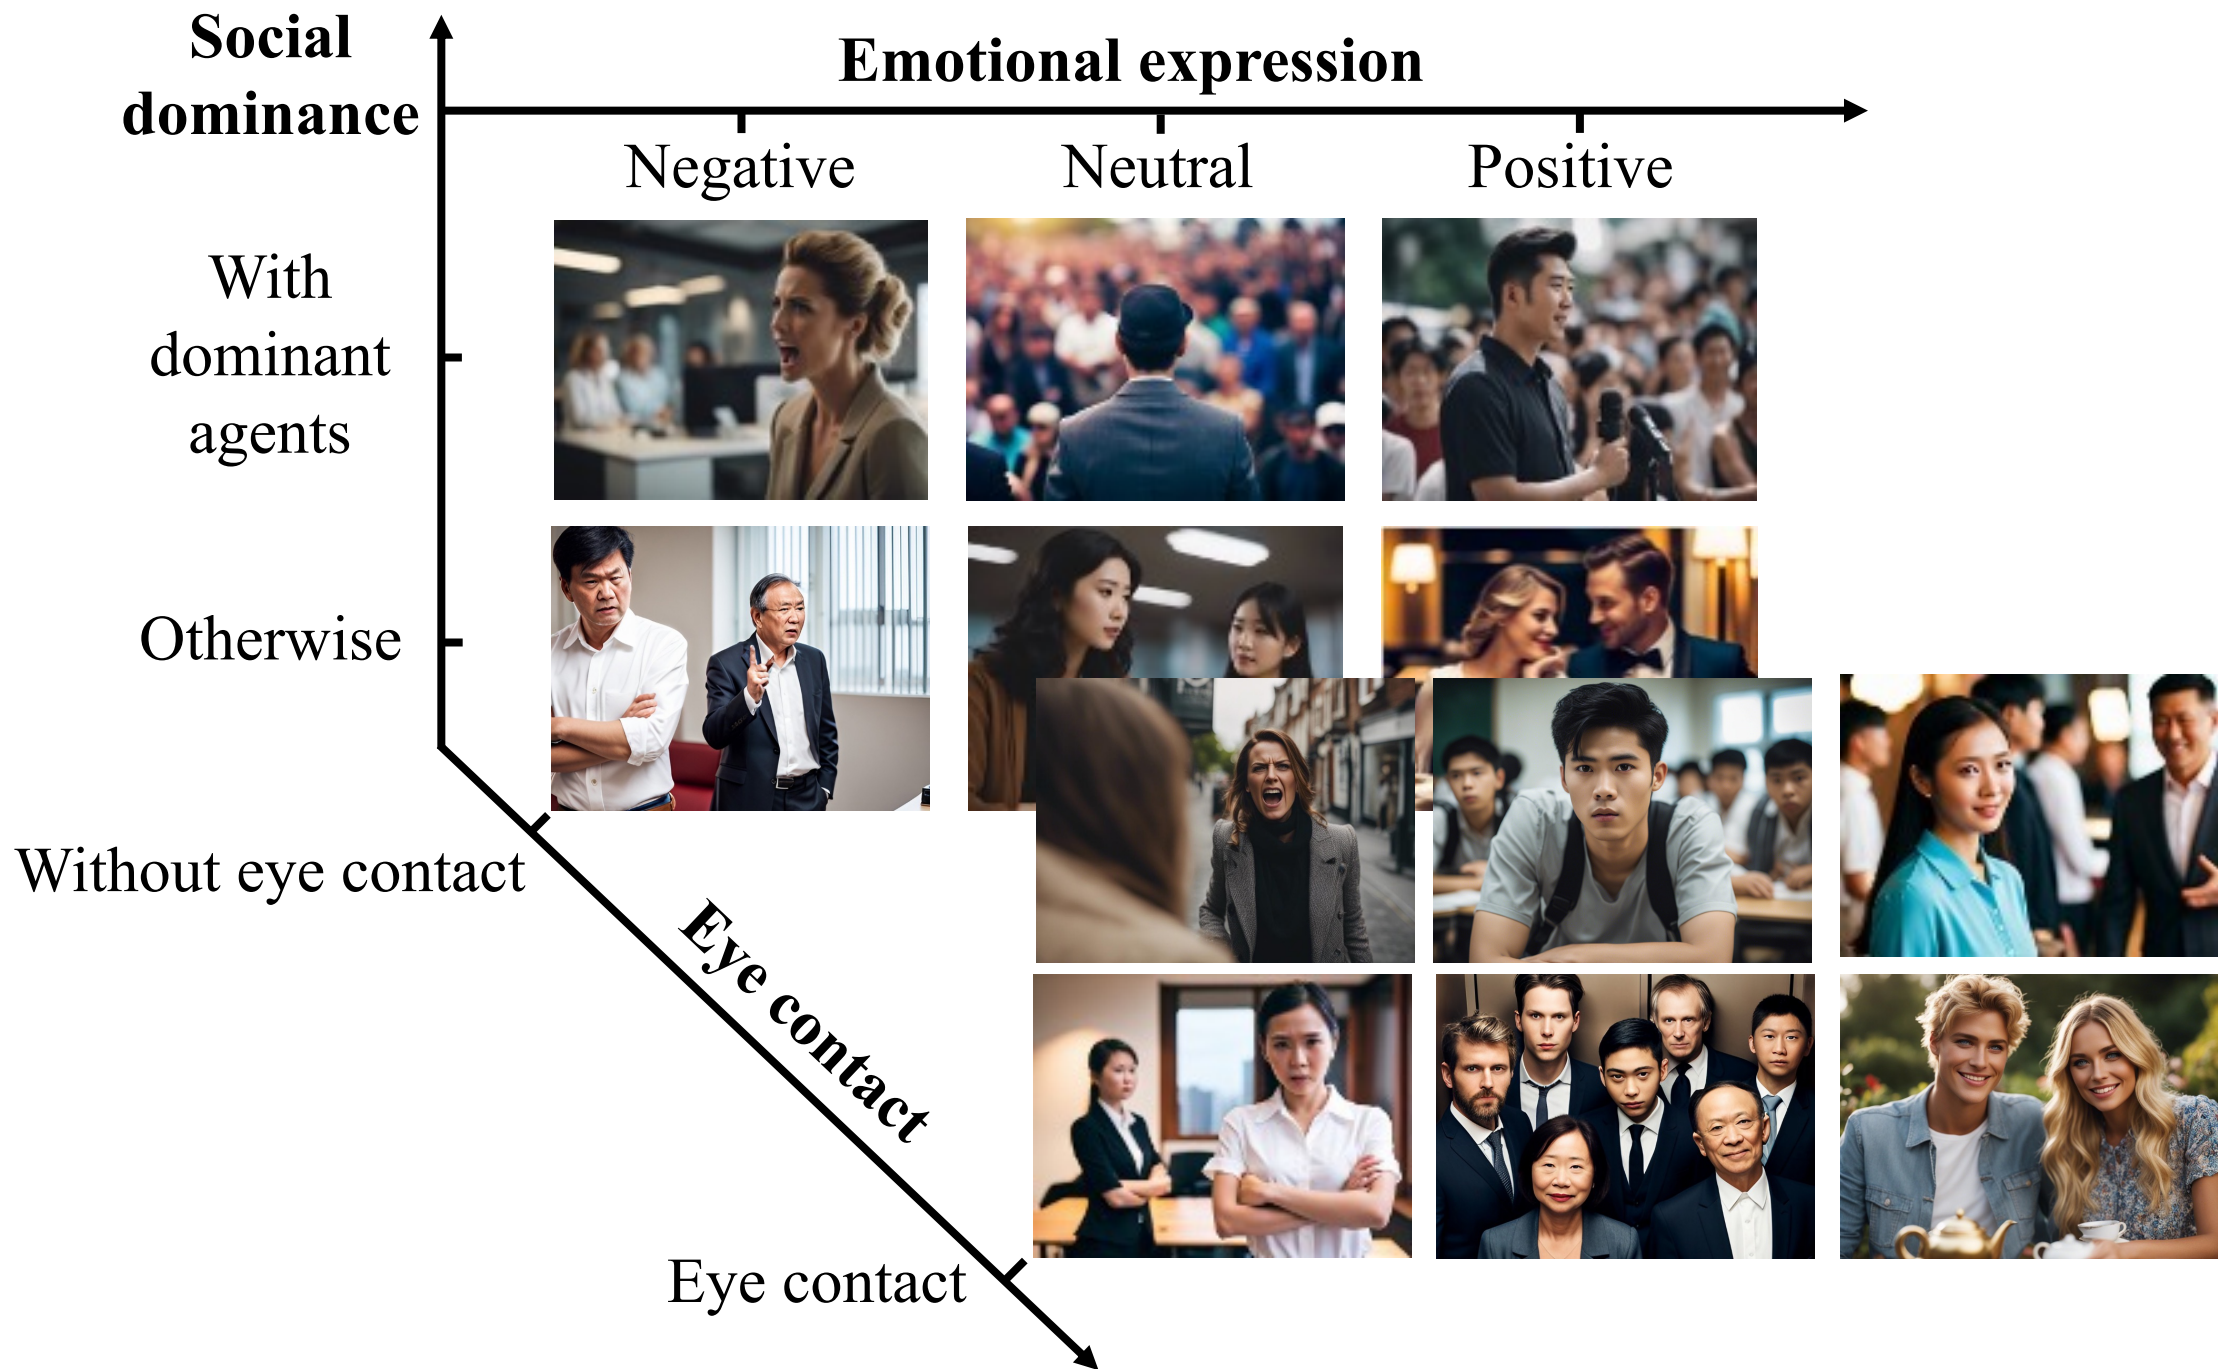 Social
dominance
Emotional expression
Negative
Neutral
Positive
With
dominant
agents
Otherwise
Without eye contact
Eye contact
Eye contact